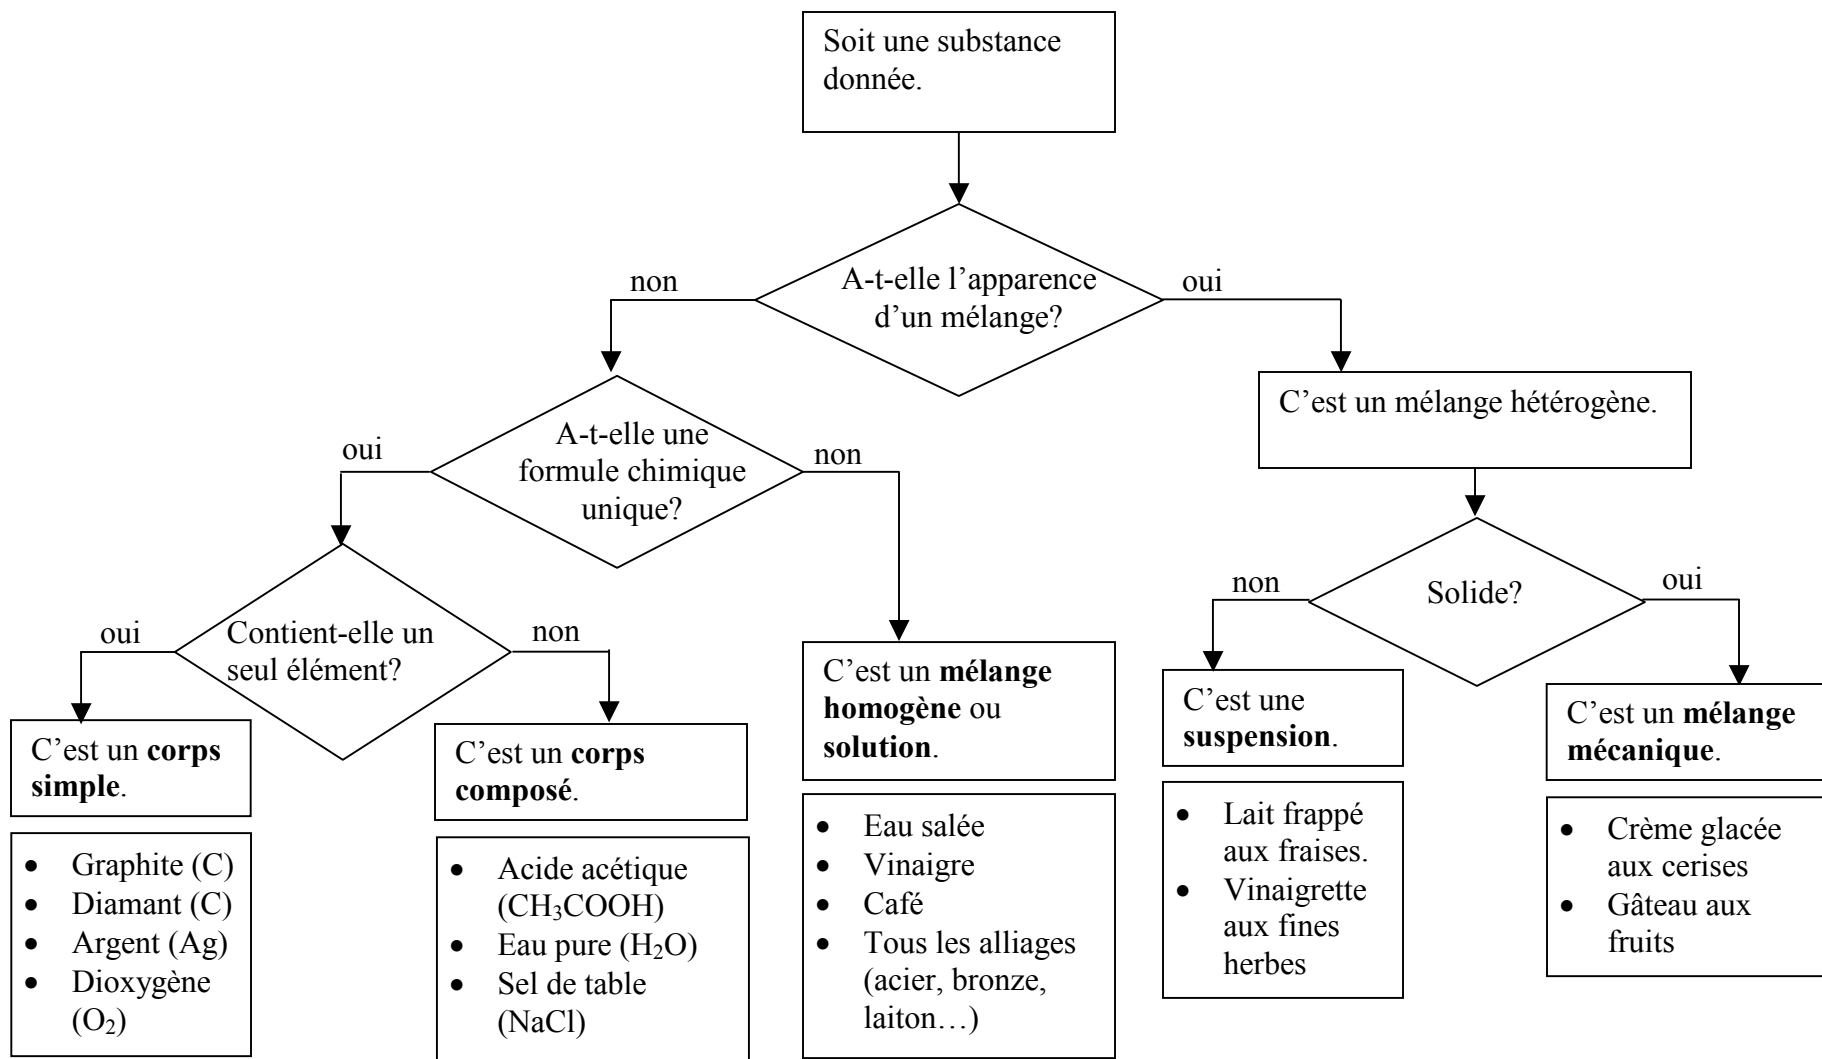 Soit une substance
donnée.
A-t-elle l’apparence
d’un mélange?
non
oui
C’est un mélange hétérogène.
A-t-elle une
formule chimique
unique?
oui
non
Solide?
non
oui
Contient-elle un
seul élément?
oui
non
C’est un corps
simple.
C’est un corps
composé.
C’est un mélange
homogène ou
solution.
C’est une
suspension.
C’est un mélange
mécanique.
• Graphite (C)
• Diamant (C)
• Argent (Ag)
• Dioxygène
(O₂)
• Acide acétique
(CH₃COOH)
• Eau pure (H₂O)
• Sel de table
(NaCl)
• Eau salée
• Vinaigre
• Café
• Tous les alliages
(acier, bronze,
laiton…)
• Lait frappé
aux fraises.
• Vinaigrette
aux fines
herbes
• Crème glacée
aux cerises
• Gâteau aux
fruits